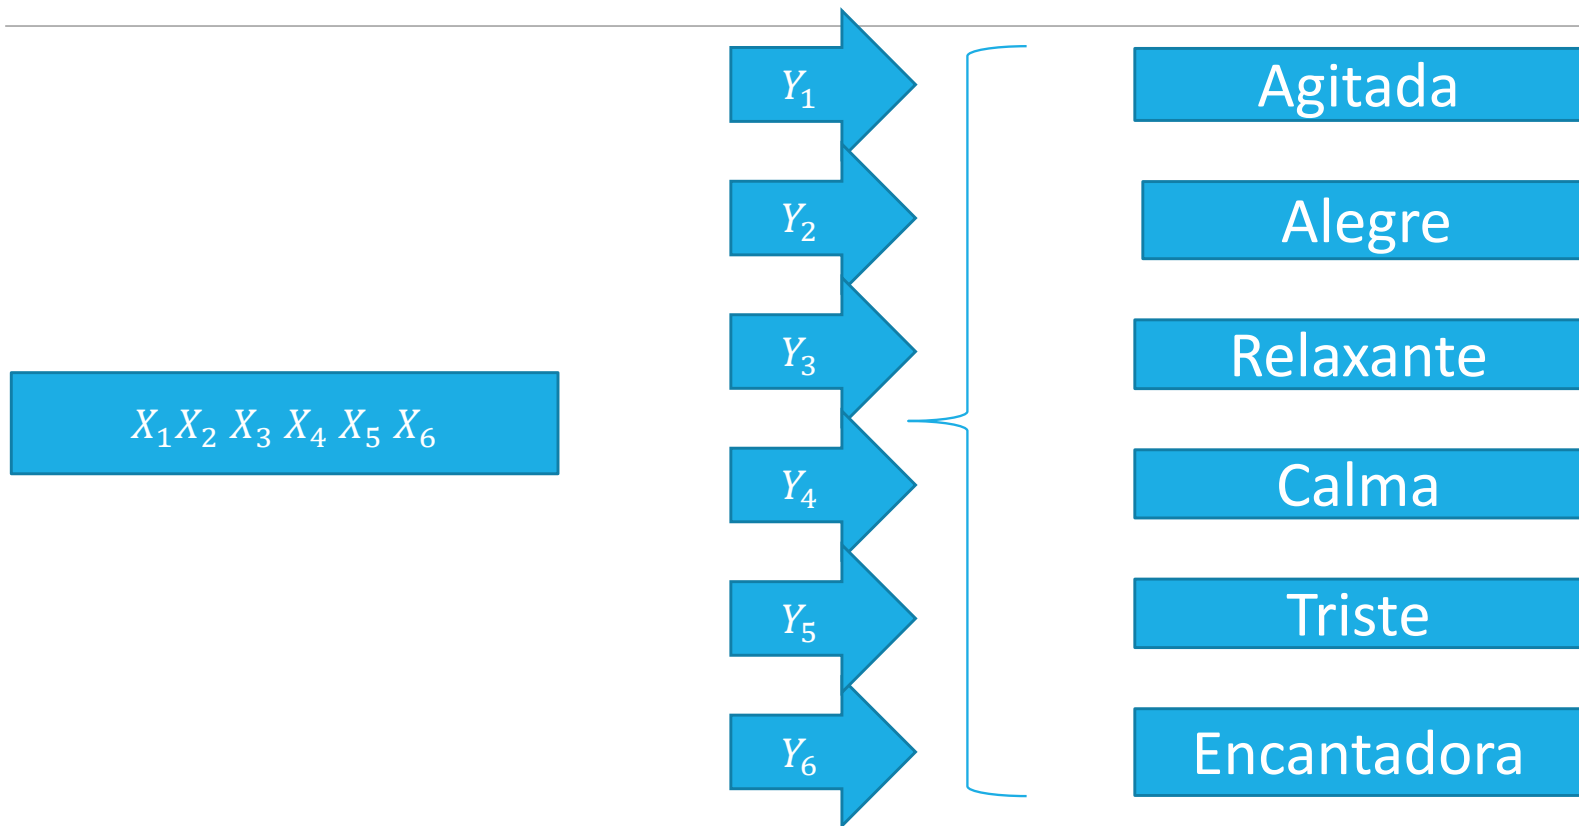 Y₁
Agitada
Y₂
Alegre
Y₃
Relaxante
X₁X₂ X₃ X₄ X₅ X₆
Y₄
Calma
Y₅
Triste
Y₆
Encantadora